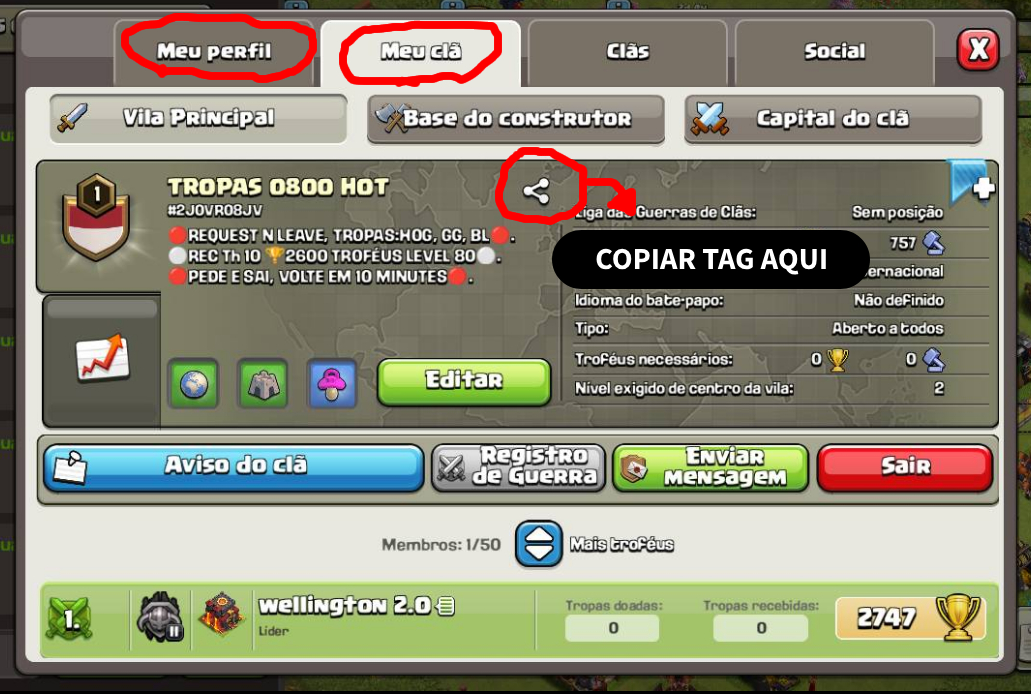 Meu perfil
Meu clã
Clãs
Social
X
Vila Principal
Base do construtor
Capital do clã
1
TROPAS 0800 HOT
#2J0VR08JV
REQUEST N LEAVE, TROPAS:HOG, GG, BL🔴.
⚪REC Th 10 🏆2600 TROFÉUS LEVEL 80⚪.
🔴PEDE E SAI, VOLTE EM 10 MINUTES🔴.
Editar
Liga das Guerras de Clãs:
Sem posição
757
COPIAR TAG AQUI
ernacional
Idioma do bate-papo:
Não definido
Tipo:
Aberto a todos
Troféus necessários:
0
0
Nível exigido de centro da vila:
2
Aviso do clã
Registro
de Guerra
Enviar
Mensagem
Sair
Membros: 1/50
Mais troféus
1.
wellington 2.0
Líder
Tropas doadas:
0
Tropas recebidas:
0
2747